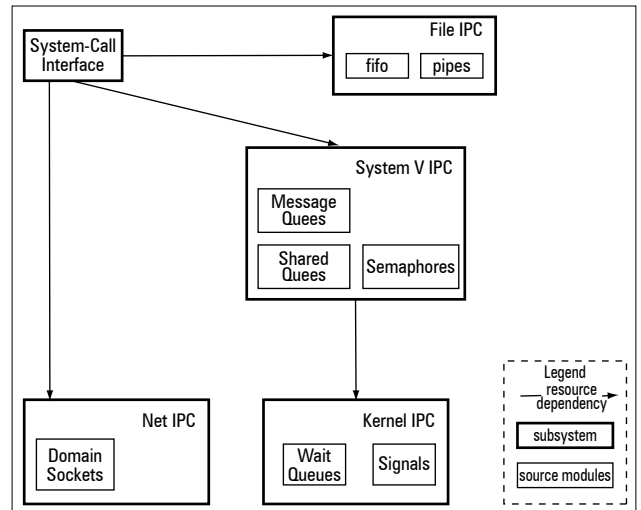 System-Call
Interface
File IPC
fifo
pipes
System V IPC
Message
Quees
Shared
Quees
Semaphores
Net IPC
Domain
Sockets
Kernel IPC
Wait
Queues
Signals
Legend
resource
dependency
subsystem
source modules